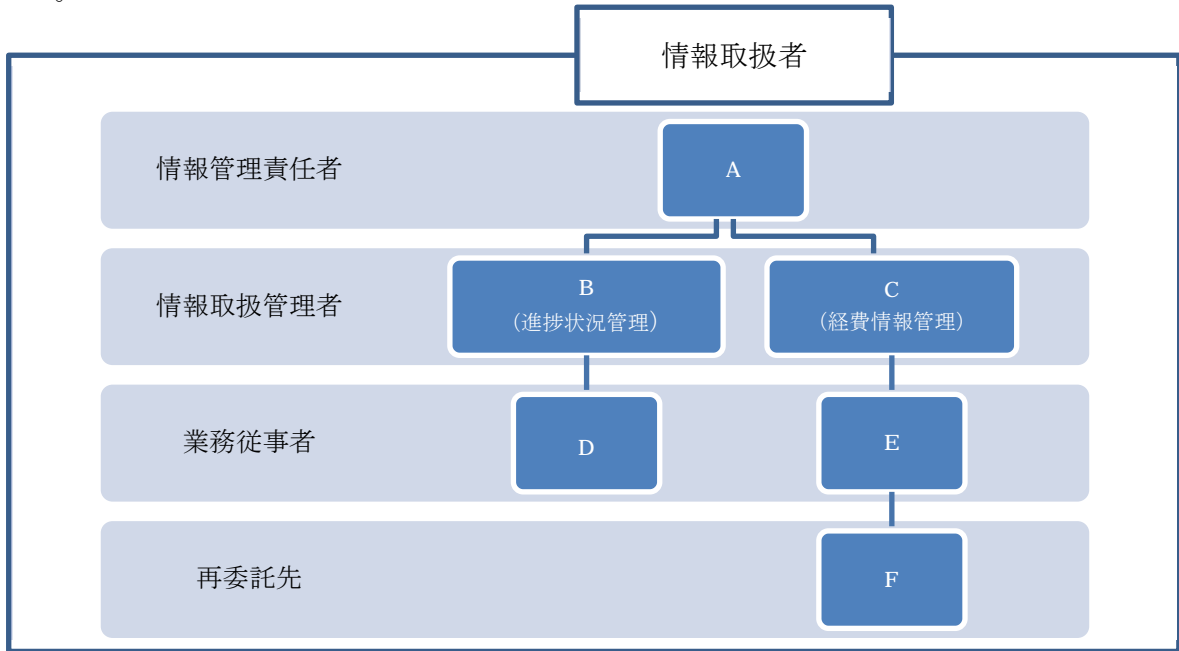 情報取扱者
情報管理責任者
A
情報取扱管理者
B
（進捗状況管理）
C
（経費情報管理）
業務従事者
D
E
再委託先
F